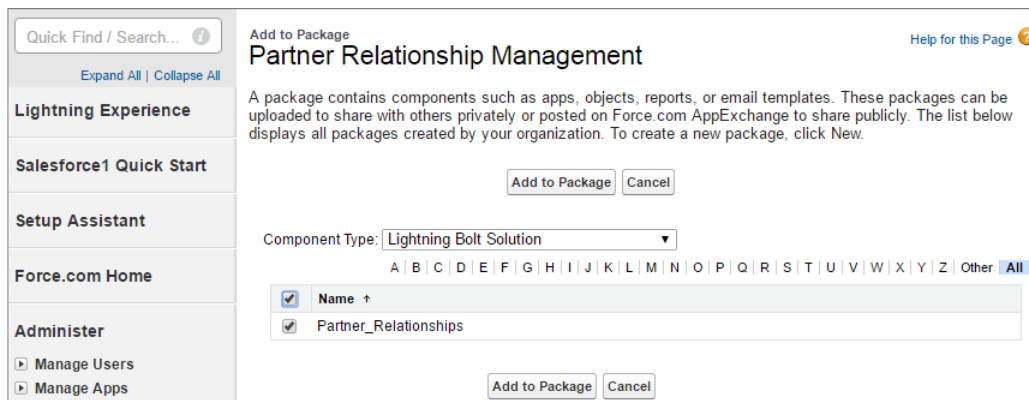 Quick Find / Search...
Expand All | Collapse All
Lightning Experience
Salesforce1 Quick Start
Setup Assistant
Force.com Home
Administer
Manage Users
Manage Apps
Add to Package
Partner Relationship Management
Help for this Page
A package contains components such as apps, objects, reports, or email templates. These packages can be
uploaded to share with others privately or posted on Force.com AppExchange to share publicly. The list below
displays all packages created by your organization. To create a new package, click New.
Add to Package Cancel
Component Type: Lightning Bolt Solution
A | B | C | D | E | F | G | H | I | J | K | L | M | N | O | P | Q | R | S | T | U | V | W | X | Y | Z | Other | All
Name ↑
Partner_Relationships
Add to Package Cancel